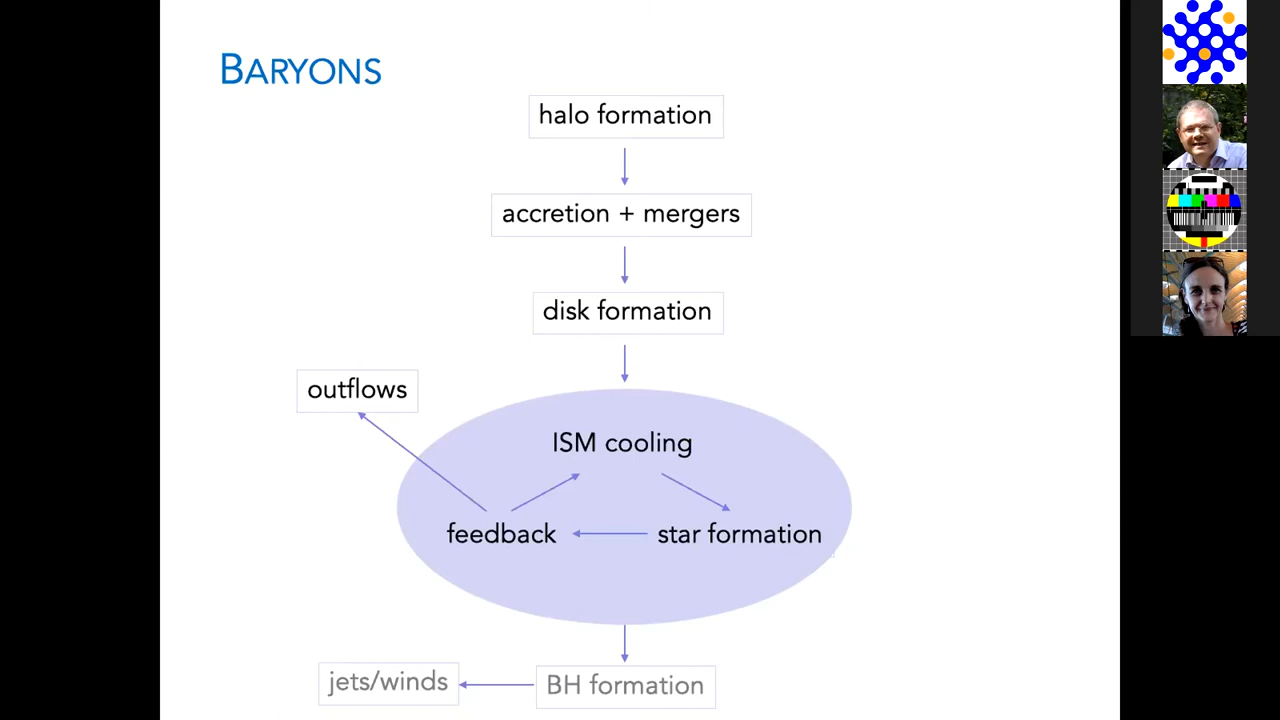 BARYONS
halo formation
accretion + mergers
disk formation
outflows
ISM cooling
feedback
star formation
jets/winds
BH formation